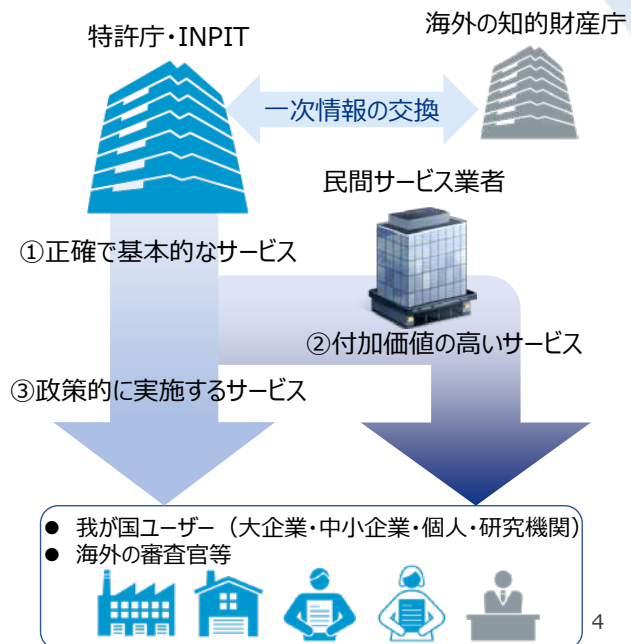 特許庁・INPIT
海外の知的財産庁
一次情報の交換
民間サービス業者
①正確で基本的なサービス
②付加価値の高いサービス
③政策的に実施するサービス
● 我が国ユーザー（大企業・中小企業・個人・研究機関）
● 海外の審査官等
4